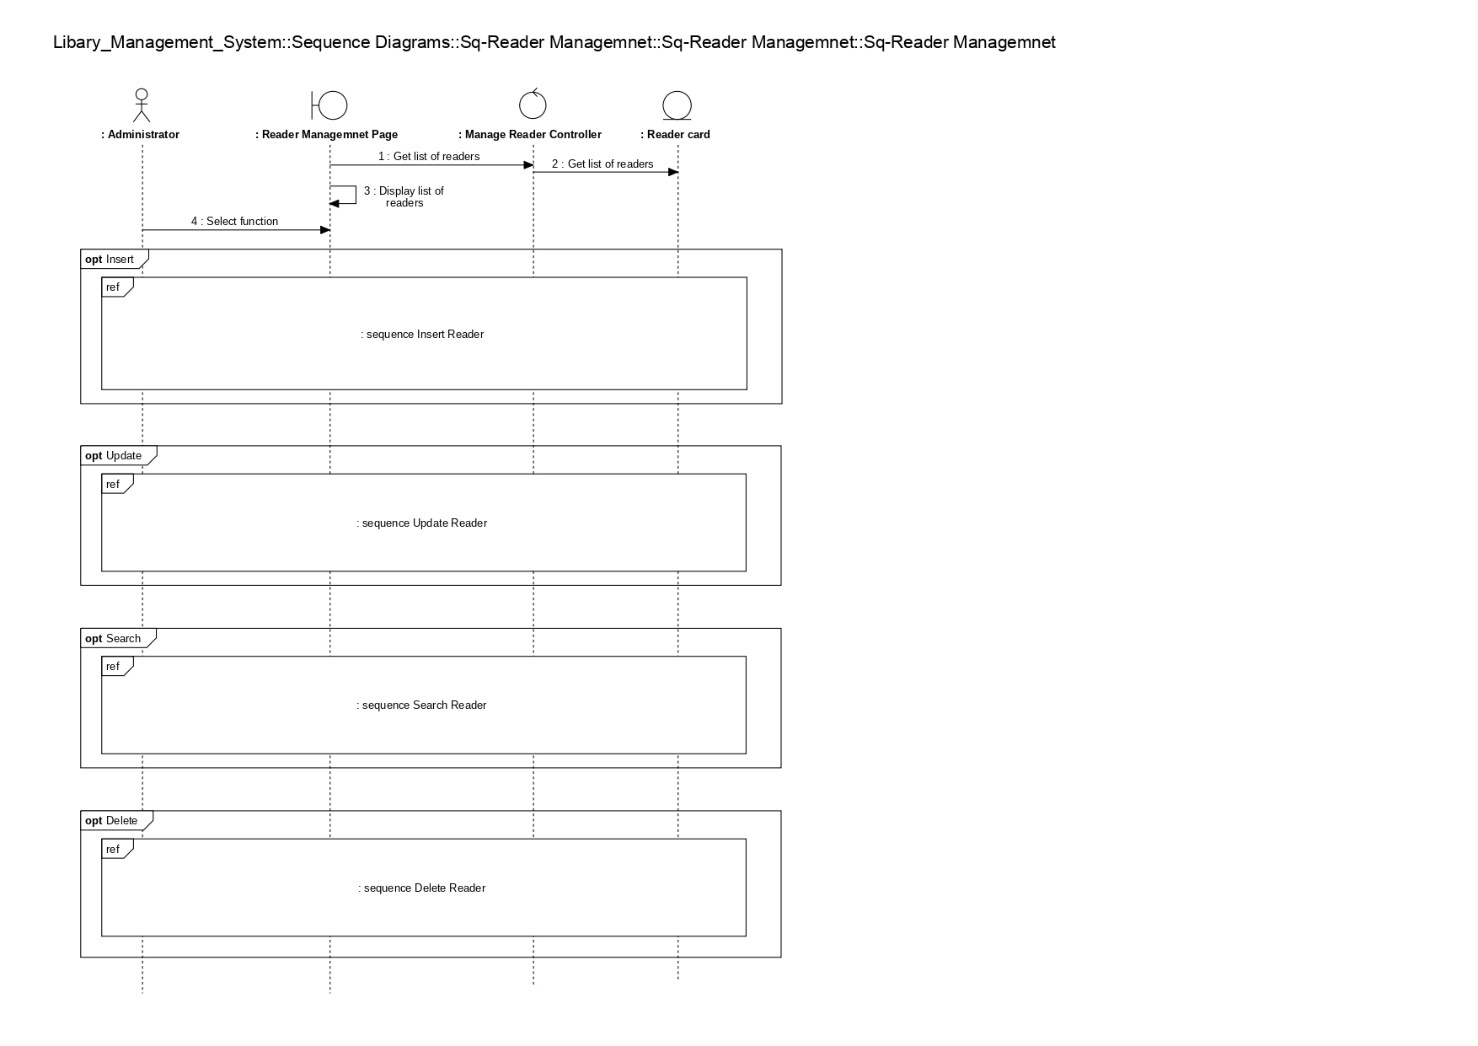 Libary_Management_System::Sequence Diagrams::Sq-Reader Managemnet::Sq-Reader Managemnet::Sq-Reader Managemnet
: Administrator
: Reader Managemnet Page
: Manage Reader Controller
: Reader card
1 : Get list of readers
2 : Get list of readers
3 : Display list of
readers
4 : Select function
opt Insert
ref
: sequence Insert Reader
opt Update
ref
: sequence Update Reader
opt Search
ref
: sequence Search Reader
opt Delete
ref
: sequence Delete Reader